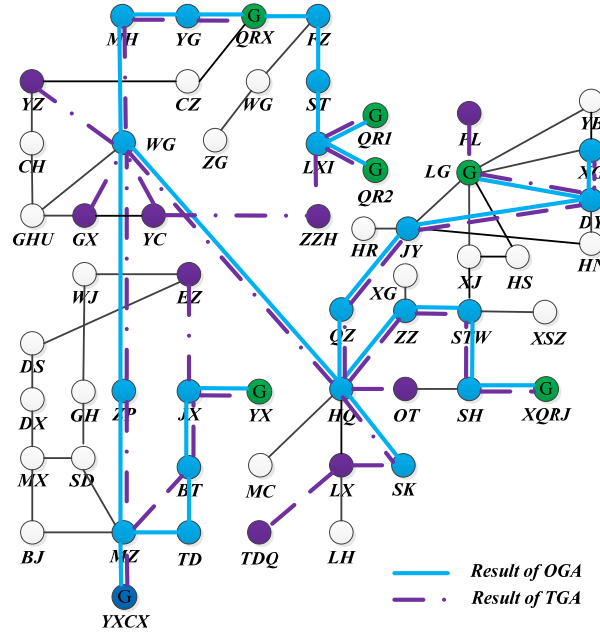 G
MH YG QRX FZ
YZ CZ WG ST
G
QR1
FL
YB
CH WG ZG LXI
G
QR2
LG G
GHU GX YC ZZH
HR JY
DY
HN
XJ HS
WJ EZ
XG
QZ ZZ STW XSZ
DS
DX GH ZP JX
G
YX
HQ OT SH
G
XQRJ
MX SD BT MC LX SK
BJ MZ TD TDQ LH
G
YXCX
Result of OGA
Result of TGA